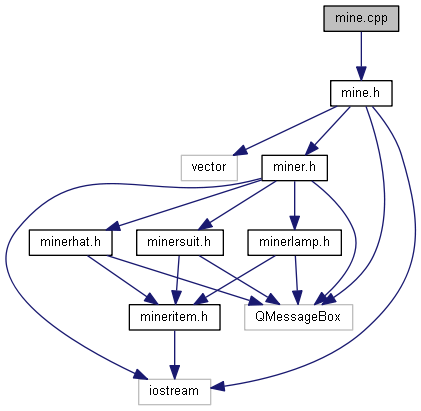 mine.cpp
mine.h
vector
miner.h
minerhat.h
minersuit.h
minerlamp.h
mineritem.h
QMessageBox
iostream